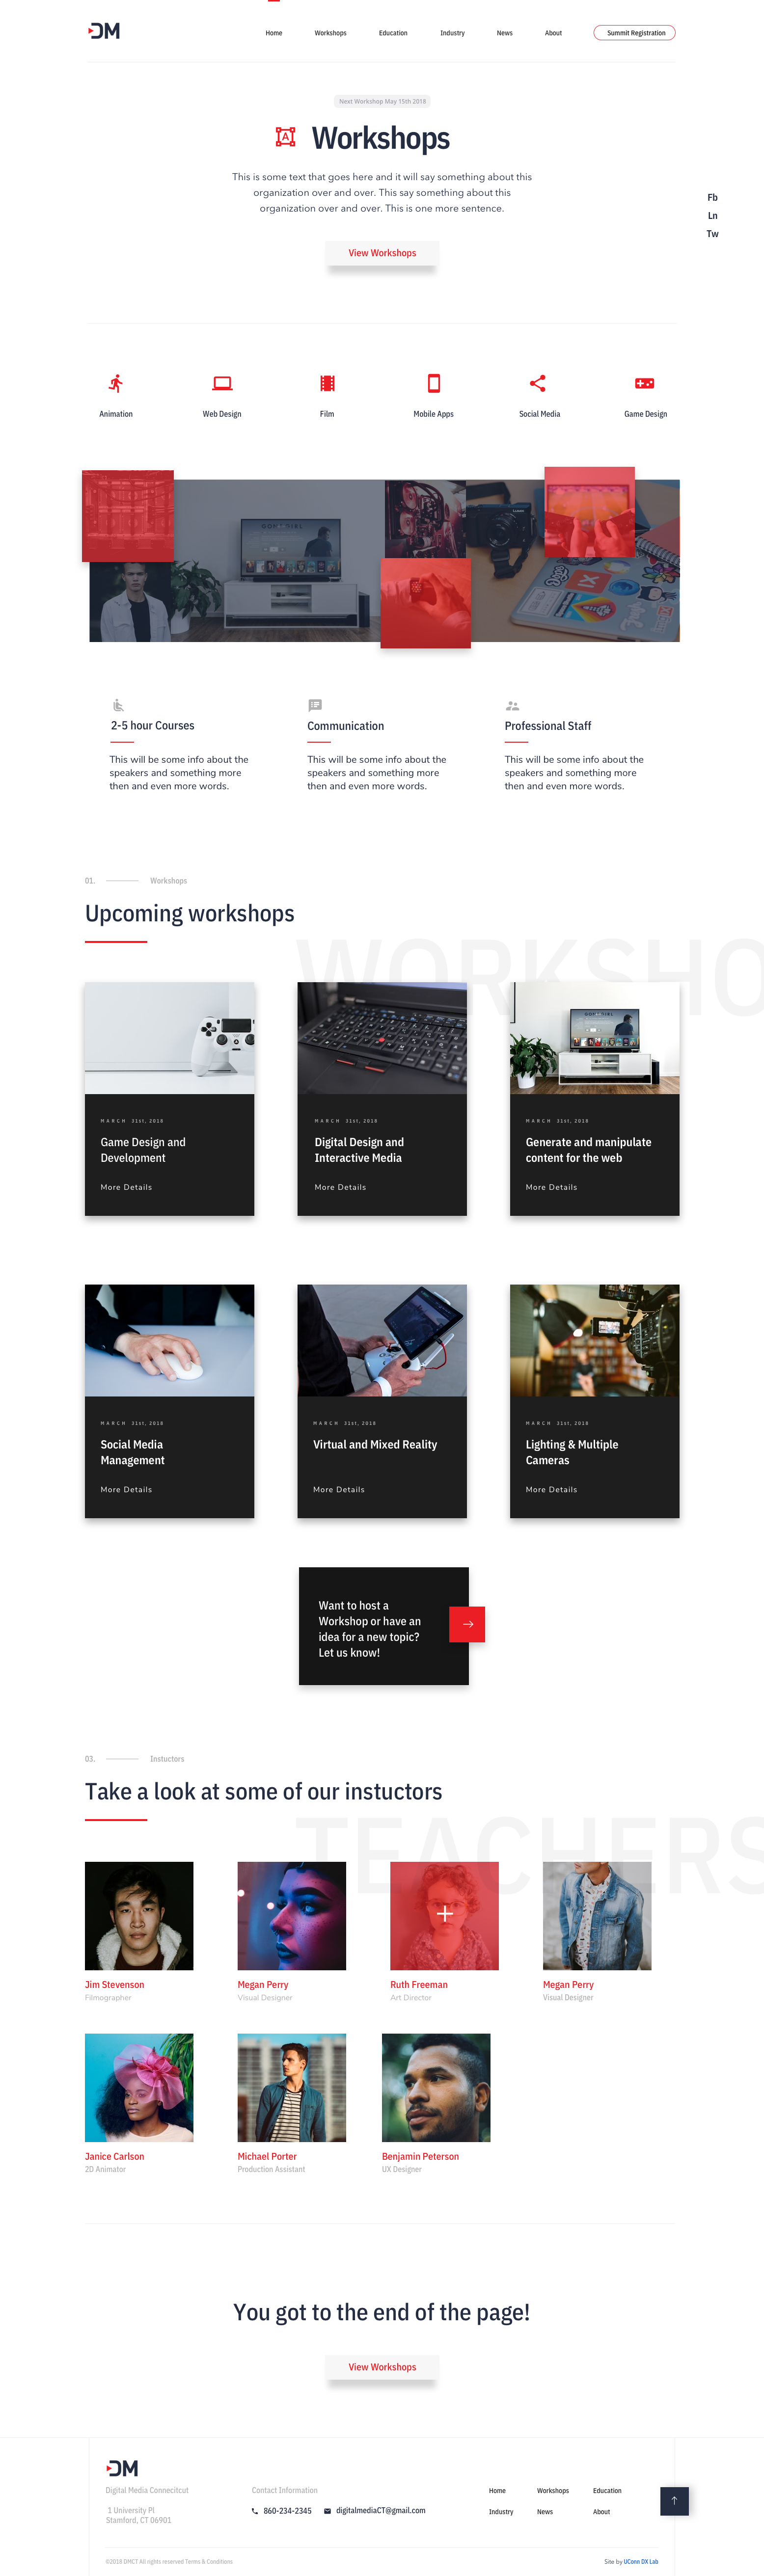 DM
Home Workshops Education Industry News About Summit Registration
Next Workshop May 15th 2018
A
Workshops
This is some text that goes here and it will say something about this
organization over and over. This say something about this
organization over and over. This is one more sentence.
Fb
Ln
Tw
View Workshops
Animation Web Design Film Mobile Apps Social Media Game Design
GONE GIRL
2-5 hour Courses
This will be some info about the
speakers and something more
then and even more words.
Communication
This will be some info about the
speakers and something more
then and even more words.
Professional Staff
This will be some info about the
speakers and something more
then and even more words.
01. Workshops
Upcoming workshops
WORKSHO
MARCH 31st, 2018
Game Design and
Development
More Details
MARCH 31st, 2018
Digital Design and
Interactive Media
More Details
GONE GIRL
MARCH 31st, 2018
Generate and manipulate
content for the web
More Details
MARCH 31st, 2018
Social Media
Management
More Details
MARCH 31st, 2018
Virtual and Mixed Reality
More Details
MARCH 31st, 2018
Lighting & Multiple
Cameras
More Details
Want to host a
Workshop or have an
idea for a new topic?
Let us know!
03. Instuctors
Take a look at some of our instuctors
TEACHERS
Jim Stevenson
Filmographer
Megan Perry
Visual Designer
Ruth Freeman
Art Director
Megan Perry
Visual Designer
Janice Carlson
2D Animator
Michael Porter
Production Assistant
Benjamin Peterson
UX Designer
You got to the end of the page!
View Workshops
DM
Digital Media Connecitcut
1 University Pl
Stamford, CT 06901
Contact Information
860-234-2345 digitalmediaCT@gmail.com
Home Workshops Education
Industry News About
©2018 DMCT All rights reserved Terms & Conditions
Site by UConn DX Lab